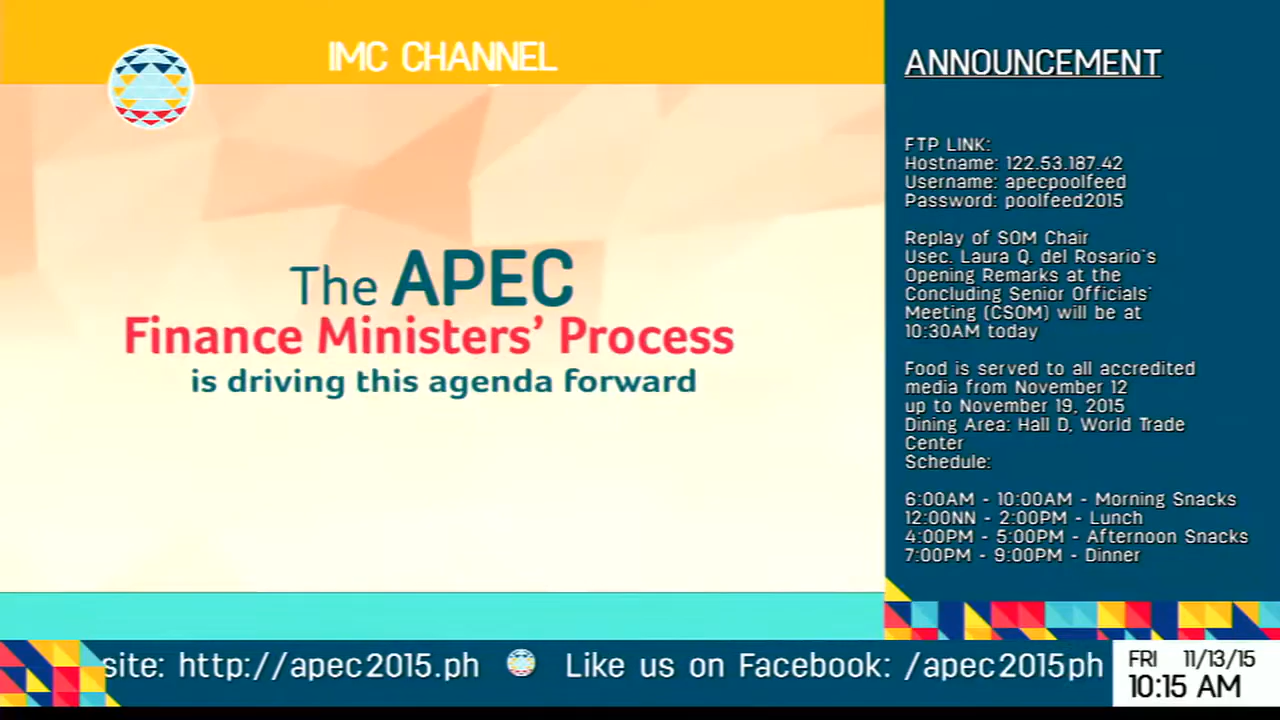 IMC CHANNEL
The APEC
Finance Ministers’ Process
is driving this agenda forward
ANNOUNCEMENT
FTP LINK:
Hostname: 122.53.187.42
Username: apecpoolfeed
Password: poolfeed2015
Replay of SOM Chair
Usec. Laura Q. del Rosario's
Opening Remarks at the
Concluding Senior Officials'
Meeting (CSOM) will be at
10:30AM today
Food is served to all accredited
media from November 12
up to November 19, 2015
Dining Area: Hall D, World Trade
Center
Schedule:
6:00AM - 10:00AM - Morning Snacks
12:00NN - 2:00PM - Lunch
4:00PM - 5:00PM - Afternoon Snacks
7:00PM - 9:00PM - Dinner
site: http://apec2015.ph Like us on Facebook: /apec2015ph
FRI 11/13/15
10:15 AM